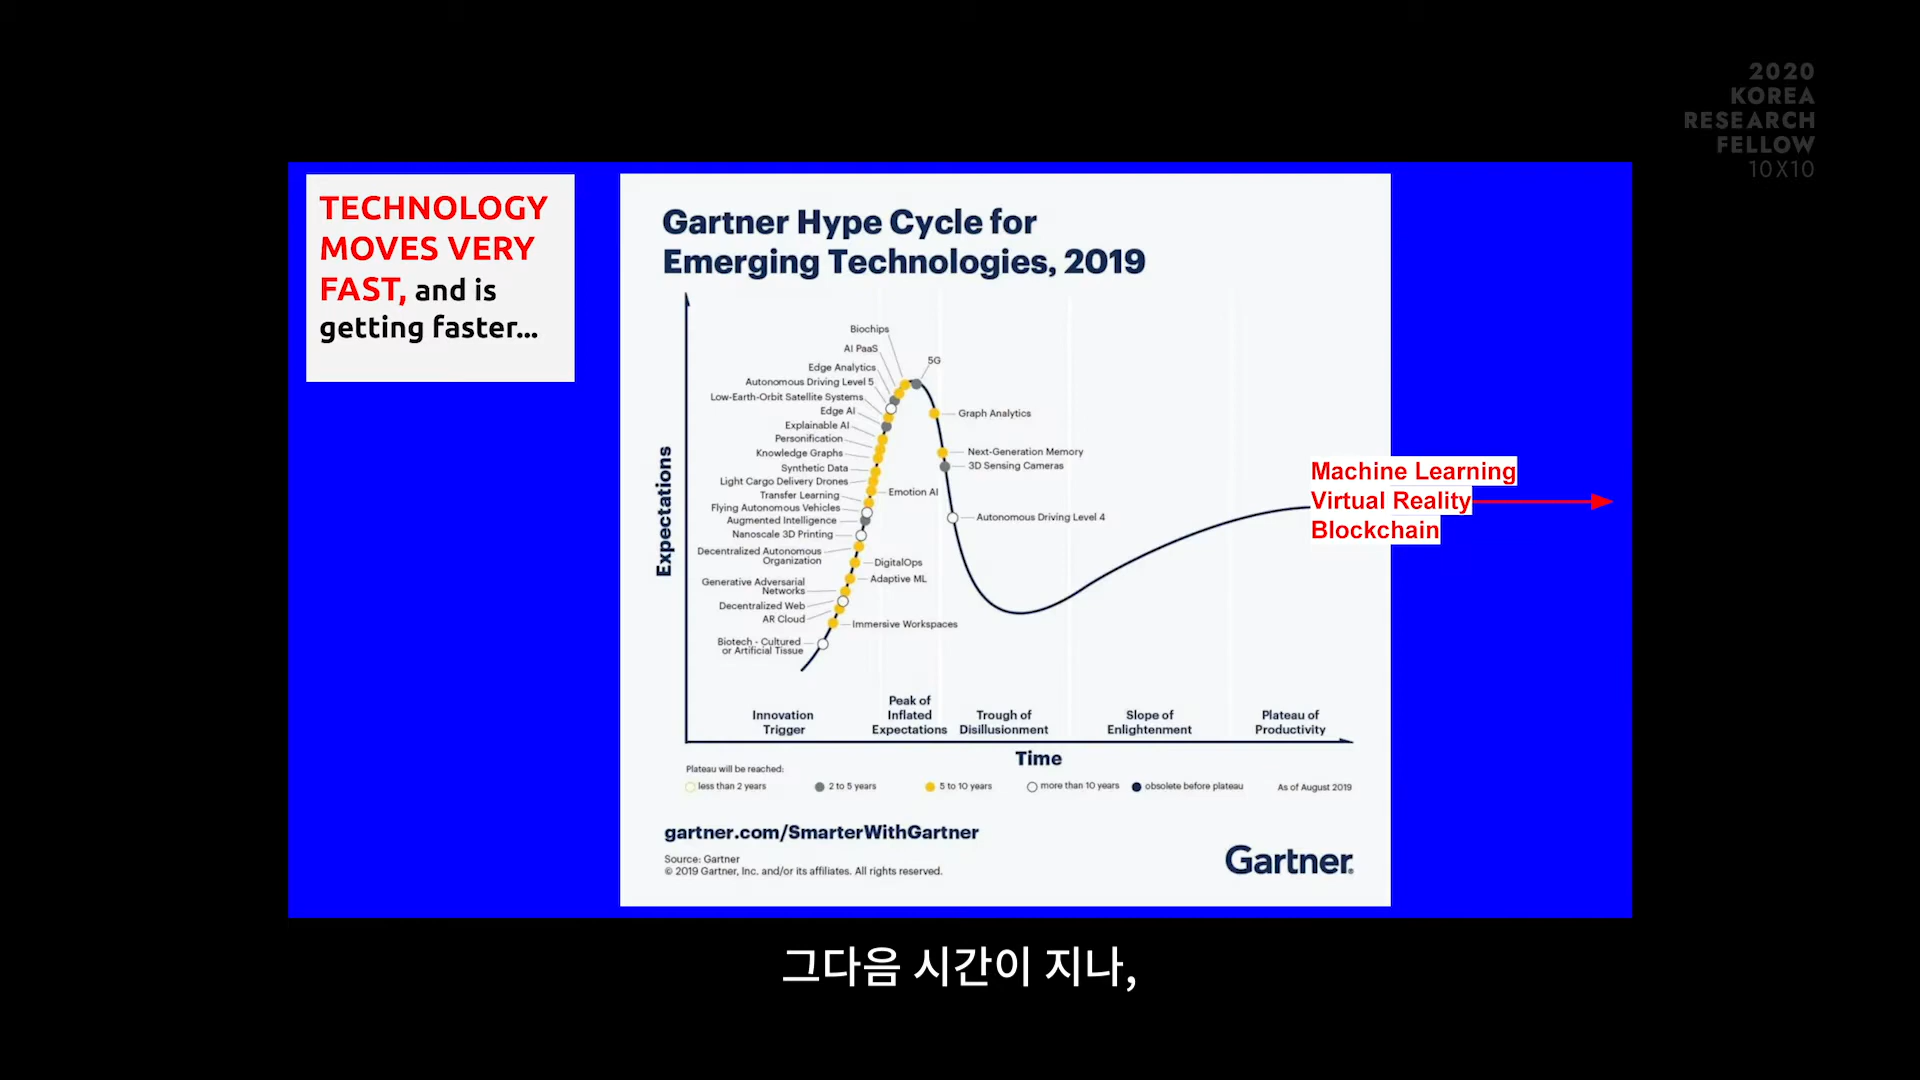 2020
KOREA
RESEARCH
FELLOW
10X10
TECHNOLOGY
MOVES VERY
FAST, and is
getting faster...
Gartner Hype Cycle for
Emerging Technologies, 2019
Expectations
Biochips
AI PaaS
Edge Analytics
Autonomous Driving Level 5
Low-Earth-Orbit Satellite Systems
Edge AI
Explainable AI
Personification
Knowledge Graphs
Synthetic Data
Light Cargo Delivery Drones
Transfer Learning
Flying Autonomous Vehicles
Augmented Intelligence
Nanoscale 3D Printing
Decentralized Autonomous
Organization
Generative Adversarial
Networks
Decentralized Web
AR Cloud
Biotech - Cultured
or Artificial Tissue
5G
Graph Analytics
Next-Generation Memory
3D Sensing Cameras
Emotion AI
Autonomous Driving Level 4
DigitalOps
Adaptive ML
Immersive Workspaces
Machine Learning
Virtual Reality
Blockchain
Innovation
Trigger
Peak of
Inflated
Expectations
Trough of
Disillusionment
Slope of
Enlightenment
Plateau of
Productivity
Time
Plateau will be reached:
less than 2 years
2 to 5 years
5 to 10 years
more than 10 years
obsolete before plateau
As of August 2019
gartner.com/SmarterWithGartner
Source: Gartner
© 2019 Gartner, Inc. and/or its affiliates. All rights reserved.
Gartner®
그다음 시간이 지나,